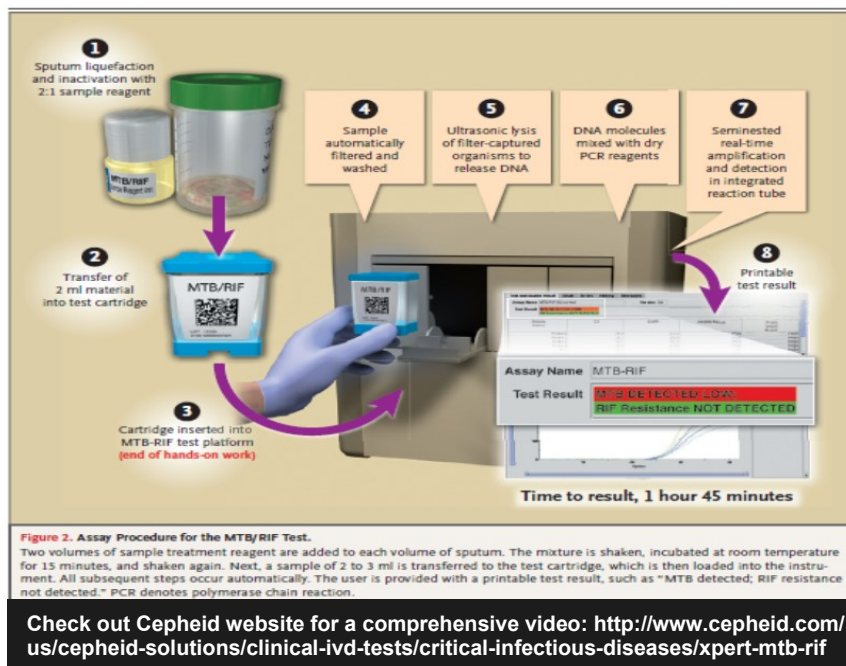 1
Sputum liquefaction
and inactivation with
2:1 sample reagent
MTB/RIF
2
Transfer of
2 ml material
into test cartridge
MTB/RIF
3
Cartridge inserted into
MTB-RIF test platform
(end of hands-on work)
4
Sample
automatically
filtered and
washed
5
Ultrasonic lysis
of filter-captured
organisms to
release DNA
6
DNA molecules
mixed with dry
PCR reagents
7
Seminested
real-time
amplification
and detection
in integrated
reaction tube
8
Printable
test result
MTB/RIF
Assay Name MTB-RIF
Test Result MTB DETECTED LOW;
RIF Resistance NOT DETECTED
Time to result, 1 hour 45 minutes
Figure 2. Assay Procedure for the MTB/RIF Test.
Two volumes of sample treatment reagent are added to each volume of sputum. The mixture is shaken, incubated at room temperature
for 15 minutes, and shaken again. Next, a sample of 2 to 3 ml is transferred to the test cartridge, which is then loaded into the instru-
ment. All subsequent steps occur automatically. The user is provided with a printable test result, such as "MTB detected; RIF resistance
not detected." PCR denotes polymerase chain reaction.
Check out Cepheid website for a comprehensive video: http://www.cepheid.com/
us/cepheid-solutions/clinical-ivd-tests/critical-infectious-diseases/xpert-mtb-rif